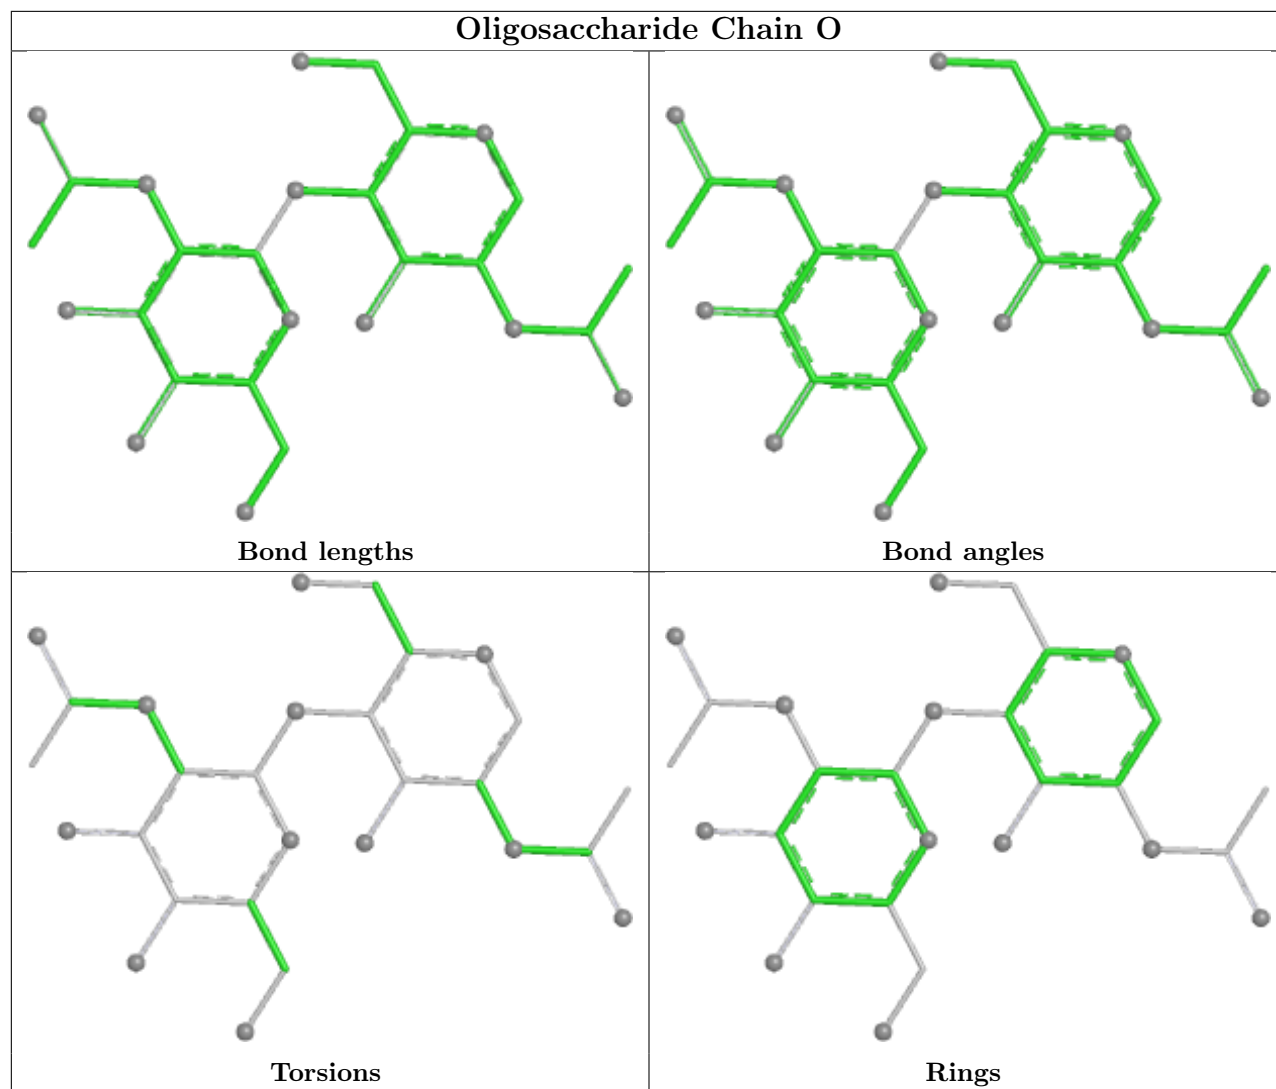 Oligosaccharide Chain O
Bond lengths
Bond angles
Torsions
Rings